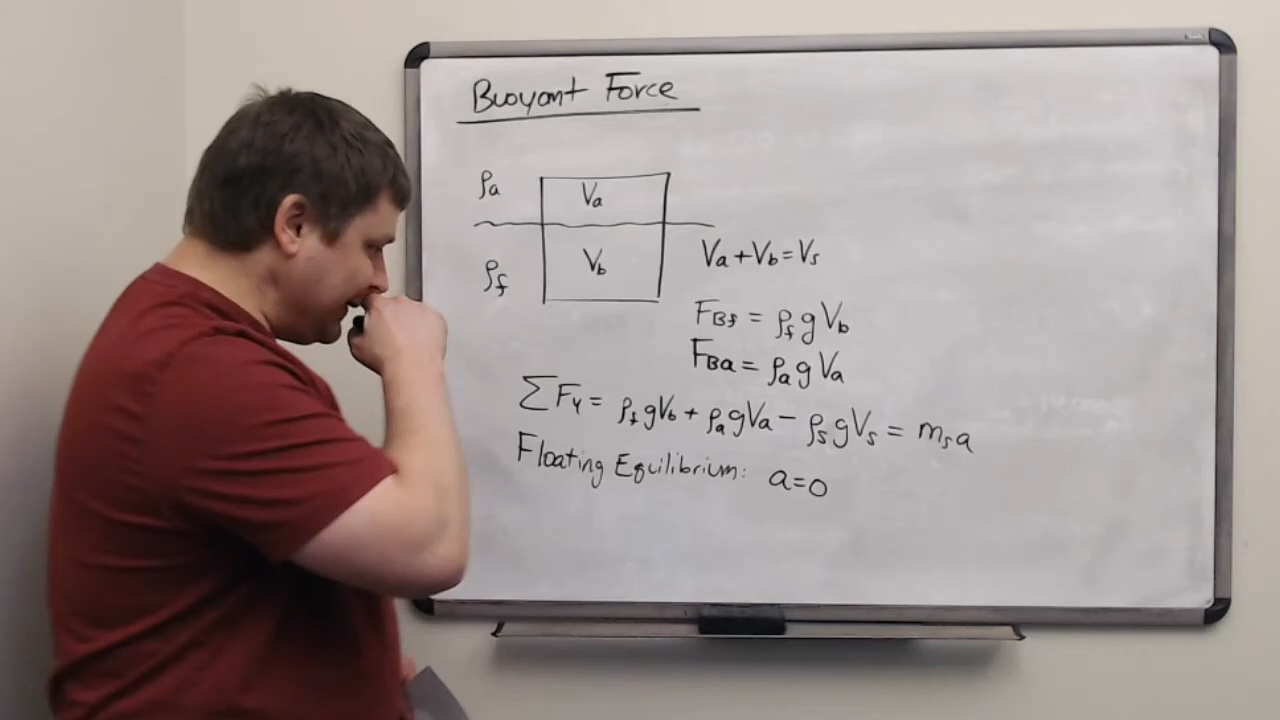 Buoyant Force
ρa
Va
ρf
Vb
Va+Vb=Vs
FBf = ρf g Vb
FBa = ρa g Va
∑Fy = ρf g Vb + ρa g Va - ρs g Vs = ms a
Floating Equilibrium: a=0